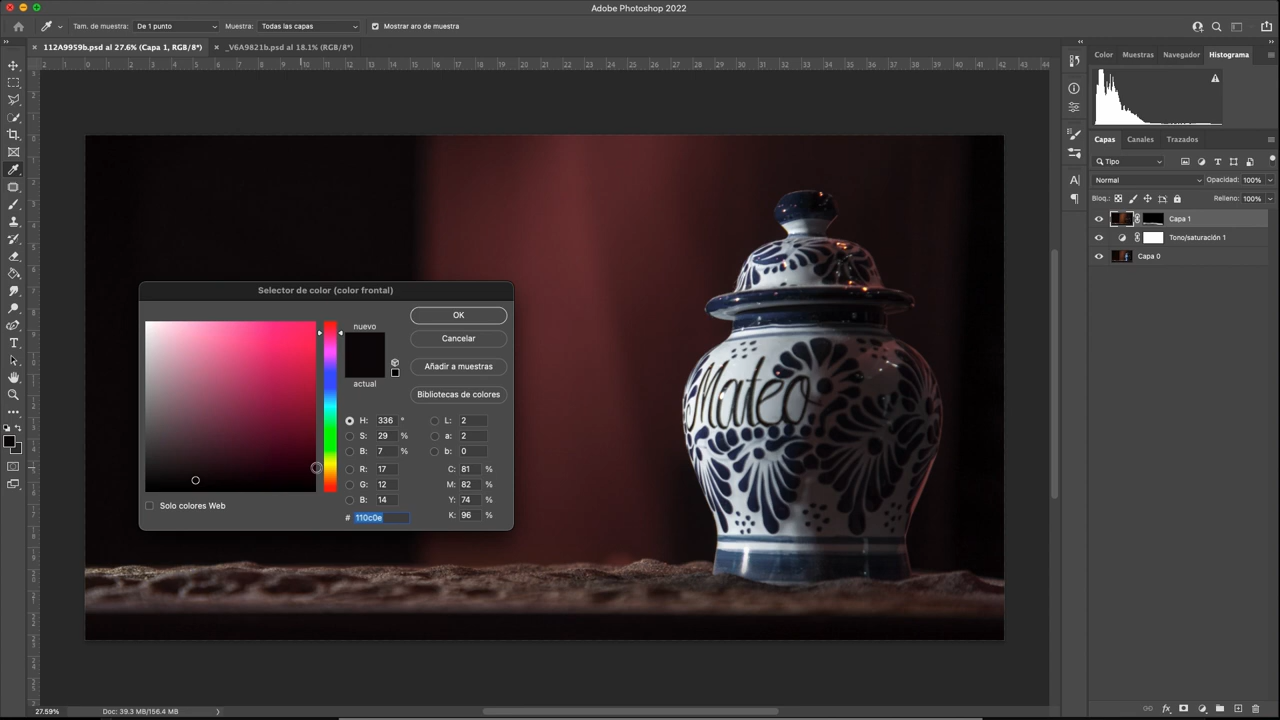 Adobe Photoshop 2022
Tam. de muestra: De 1 punto Muestra: Todas las capas Mostrar aro de muestra
112A9959b.psd al 27.6% (Capa 1, RGB/8*) _V6A9821b.psd al 18.1% (RGB/8*)
Color Muestras Navegador Histograma
Capas Canales Trazados
Tipo
Normal Opacidad: 100%
Bloq.: Relleno: 100%
Capa 1
Tono/saturación 1
Capa 0
Mateo
Selector de color (color frontal)
nuevo
actual
OK
Cancelar
Añadir a muestras
Bibliotecas de colores
H: 336 ° L: 2
S: 29 % a: 2
B: 7 % b: 0
R: 17 C: 81 %
G: 12 M: 82 %
B: 14 Y: 74 %
# 110c0e K: 96 %
Solo colores Web
27.59% Doc: 39.3 MB/156.4 MB